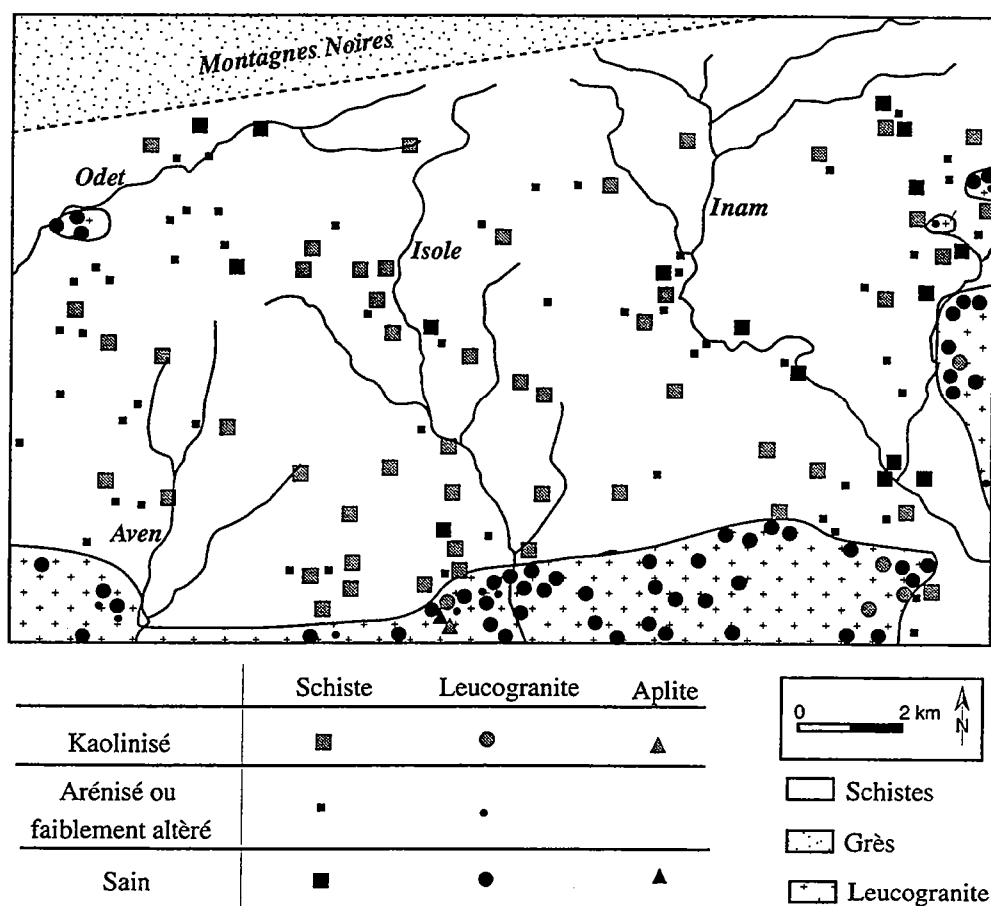 Montagnes Noires
Odet
Isole
Inam
Aven
Schiste Leucogranite Aplite
Kaolinisé
Arénisé ou
faiblement altèré
Sain
0 2 km
N
Schistes
Grès
Leucogranite